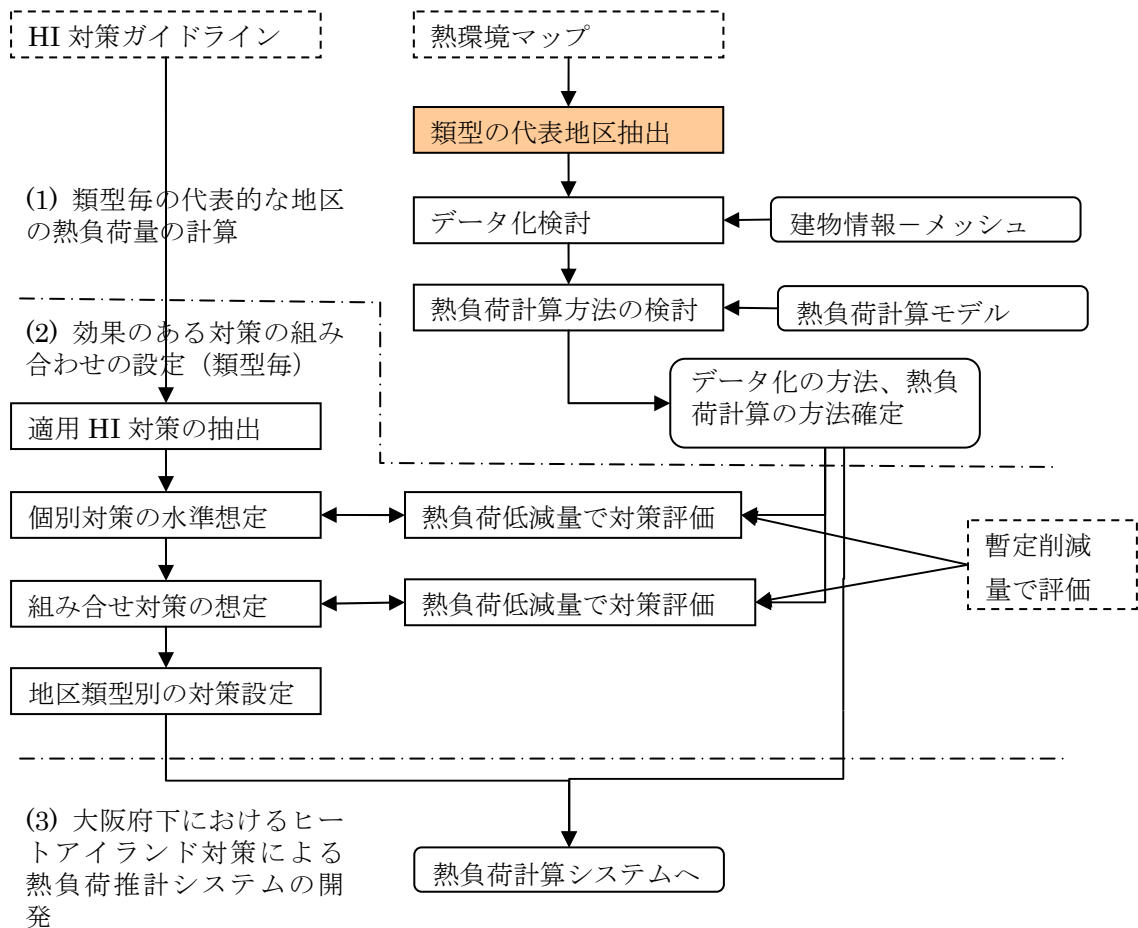 HI 対策ガイドライン
熱環境マップ
類型の代表地区抽出
(1) 類型毎の代表的な地区
の熱負荷量の計算
データ化検討
建物情報－メッシュ
熱負荷計算方法の検討
熱負荷計算モデル
(2) 効果のある対策の組み
合わせの設定（類型毎）
データ化の方法、熱負
荷計算の方法確定
適用 HI 対策の抽出
個別対策の水準想定
熱負荷低減量で対策評価
暫定削減
量で評価
組み合せ対策の想定
熱負荷低減量で対策評価
地区類型別の対策設定
(3) 大阪府下におけるヒー
トアイランド対策による
熱負荷推計システムの開
発
熱負荷計算システムへ